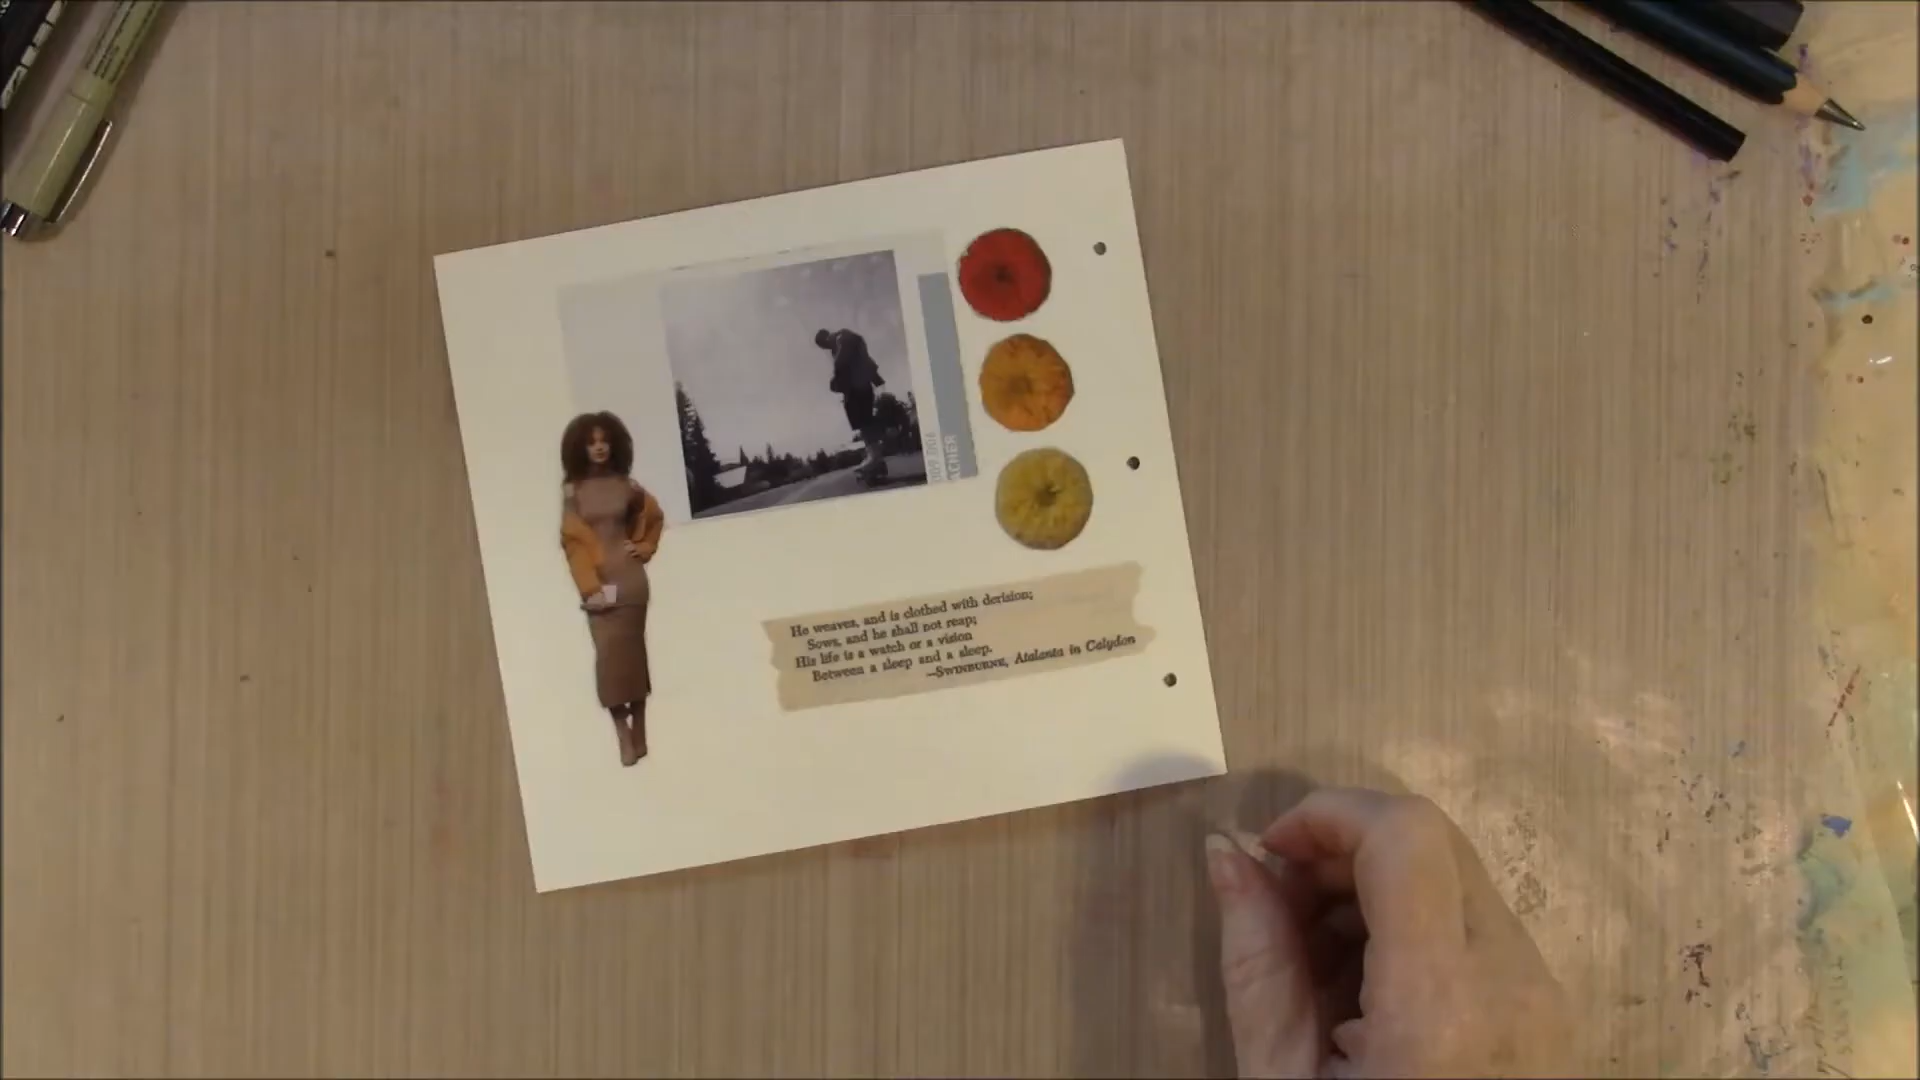 ACHER
He weaves, and is clothed with derision;
Sows, and he shall not reap;
His life is a watch or a vision
Between a sleep and a sleep.
—SWINBURNE, Atalanta in Calydon